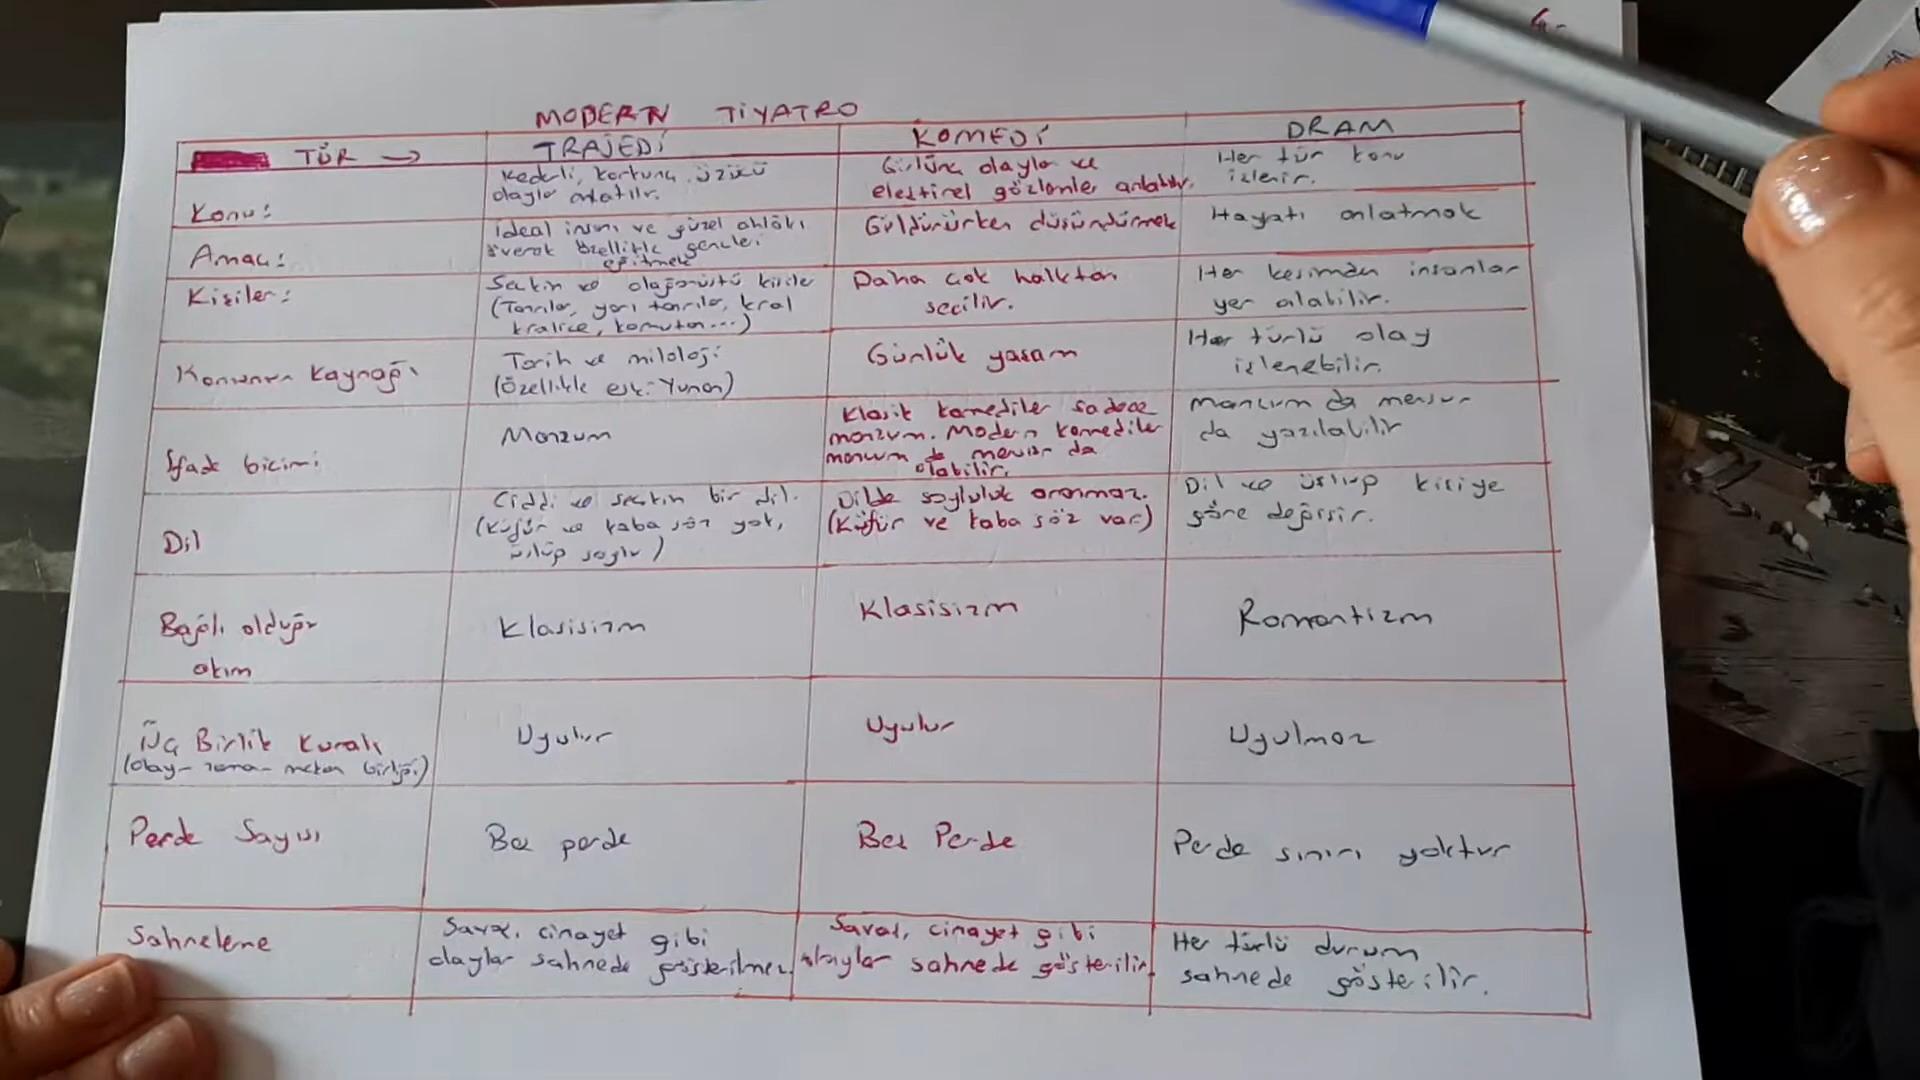 MODERN TİYATRO
TÜR → TRAJEDİ KOMEDİ DRAM
Konu:
Kederli, korkunç, üzücü
olaylar anlatılır.
Gülünç olaylar ve
eleştirel gözlemler anlatılır.
Her tür konu
işlenir.
Amaç:
İdeal insanı ve güzel ahlâkı
överek özellikle gençleri
eğitmek
Güldürürken düşündürmek
Hayatı anlatmak
Kişiler:
Seçkin ve olağanüstü kişiler
(Tanrılar, yarı tanrılar, kral
kraliçe, komutan...)
Daha çok halktan
seçilir.
Her kesimden insanlar
yer alabilir.
Konunun Kaynağı
Tarih ve mitoloji
(Özellikle eski Yunan)
Günlük yaşam
Her türlü olay
işlenebilir.
İfade biçimi
Manzum
Klasik komediler sadece
manzum. Modern komediler
manzum da mensur da
olabilir.
manzum da mensur
da yazılabilir
Dil
Ciddi ve seçkin bir dil.
(Küfür ve kaba söz yok,
üslup soylu)
Dilde soyluluk aranmaz.
(Küfür ve kaba söz var)
Dil ve üslup kişiye
göre değişir.
Bağlı olduğu
akım
Klasisizm
Klasisizm
Romantizm
Üç Birlik Kuralı
(olay- zaman- mekan birliği)
Uyulur
Uyulur
Uyulmaz
Perde Sayısı
Beş perde
Beş Perde
Perde sınırı yoktur
Sahneleme
Savaş, cinayet gibi
olaylar sahnede gösterilmez.
Savaş, cinayet gibi
olaylar sahnede gösterilir
Her türlü durum
sahnede gösterilir.